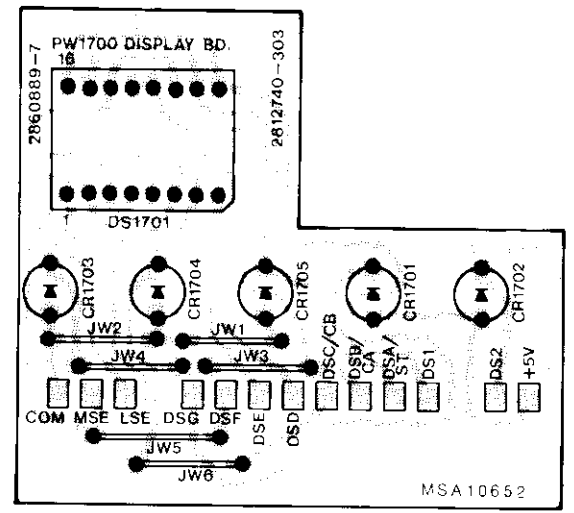 PW1700 DISPLAY BD.
16
2860889-7
2812740-303
1
DS1701
CR1703
CR1704
CR1705
CR1701
CR1702
JW2
JW1
JW4
JW3
DSC/CB
DSB/
CA
DSA/
ST
DS1
DS2
+5V
COM
MSE
LSE
DSG
DSF
DSE
DSD
JW5
JW6
MSA10652